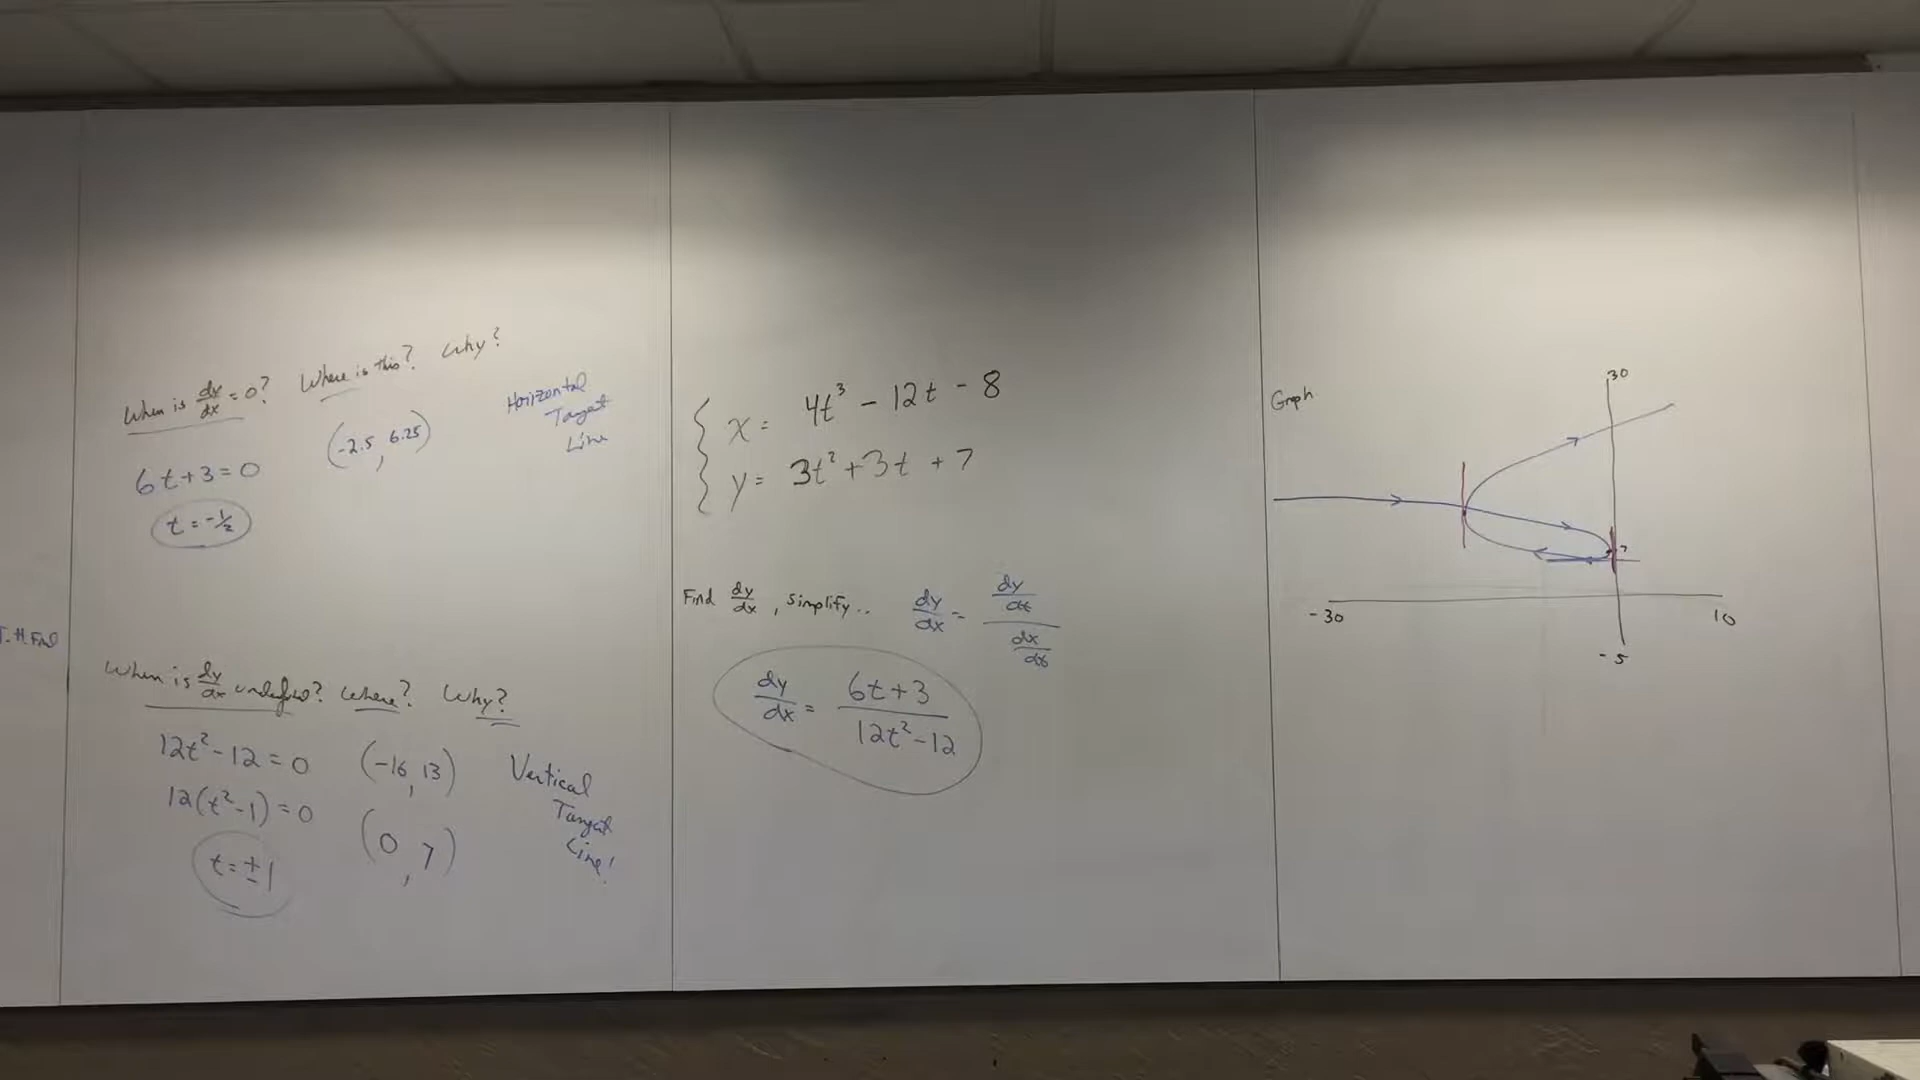 When is dy/dx = 0? Where is this? Why?
6t + 3 = 0
t = -1/2
(-2.5, 6.25)
Horizontal
Tangent
Line
When is dy/dx undefined? Where? Why?
12t² - 12 = 0
12(t² - 1) = 0
t = ± 1
(-16, 13)
(0, 7)
Vertical
Tangent
Line!
x = 4t³ - 12t - 8
y = 3t² + 3t + 7
Find dy/dx, simplify..
dy/dx = (dy/dt)/(dx/dt)
dy/dx = (6t + 3)/(12t² - 12)
Graph
30
7
-30
10
-5